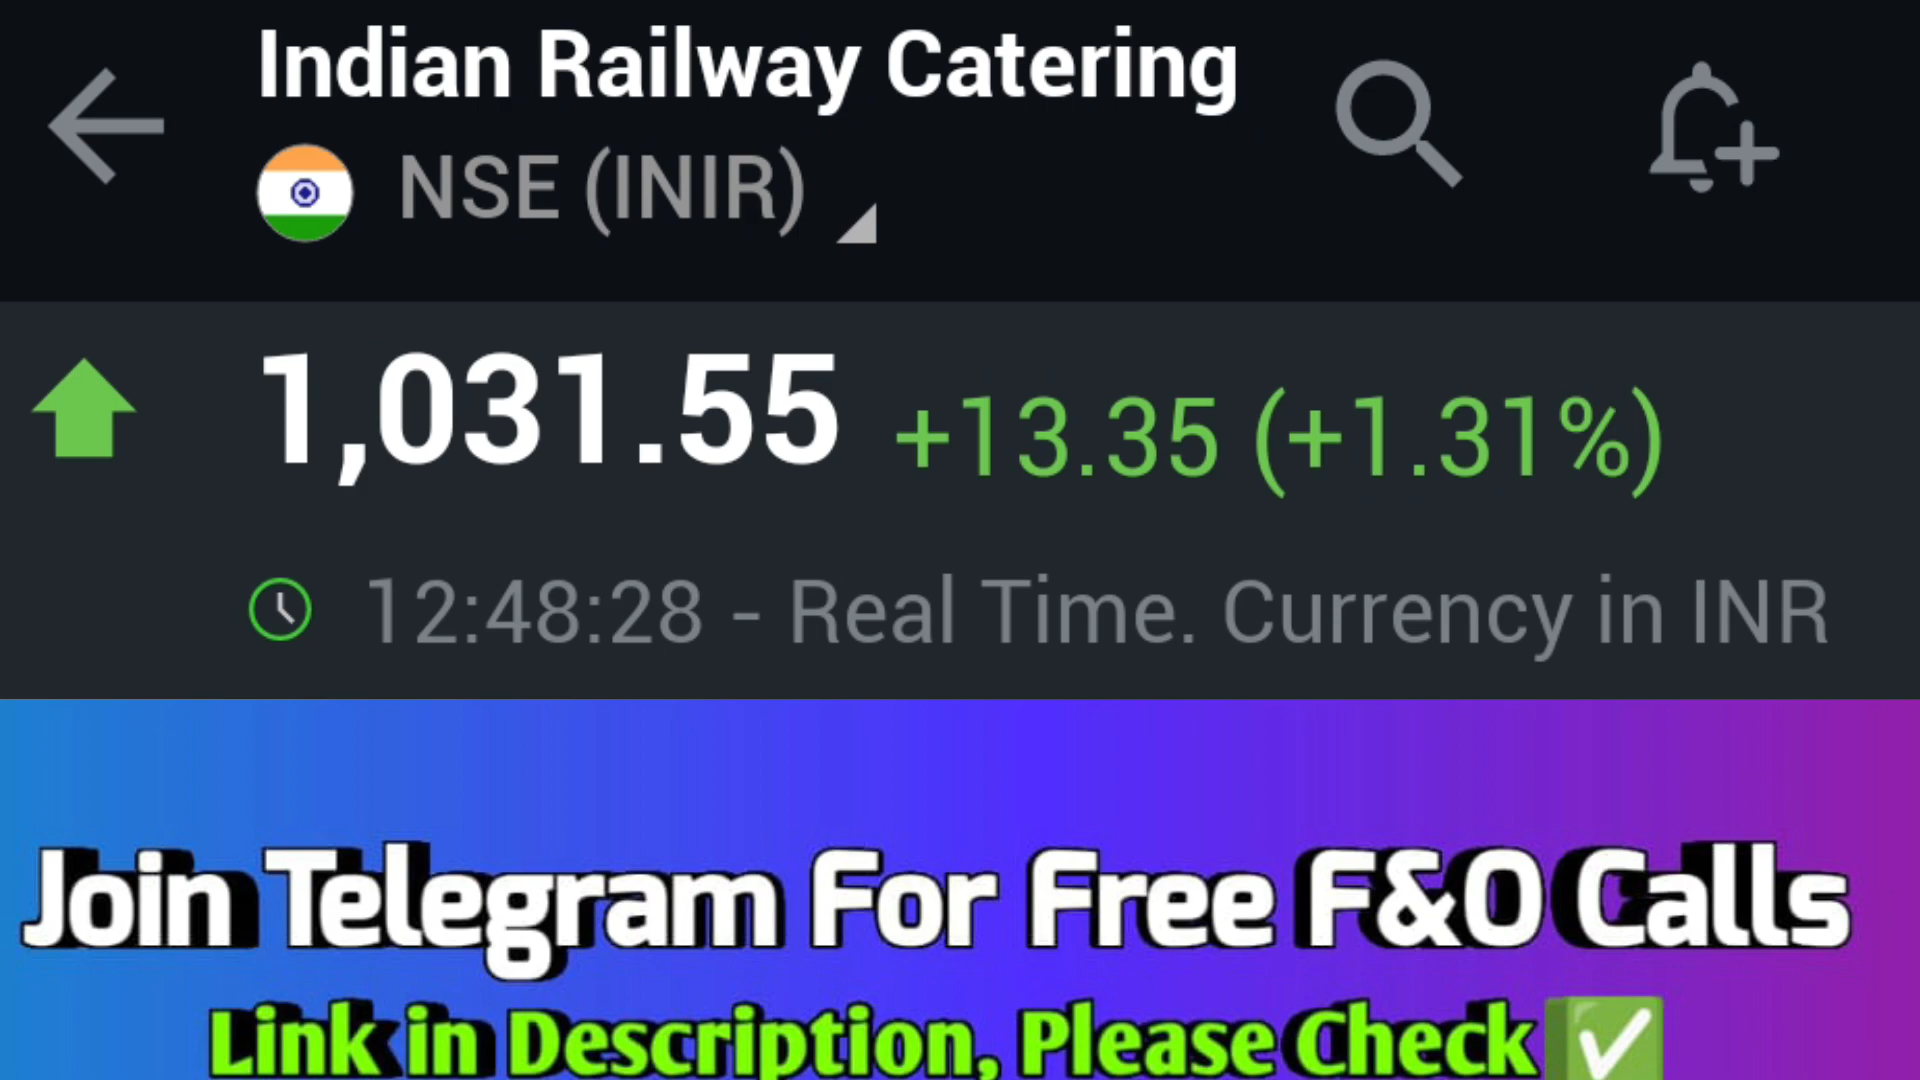 Indian Railway Catering
NSE (INIR)
1,031.55 +13.35 (+1.31%)
12:48:28 - Real Time. Currency in INR
Join Telegram For Free F&O Calls
Link in Description, Please Check ✅